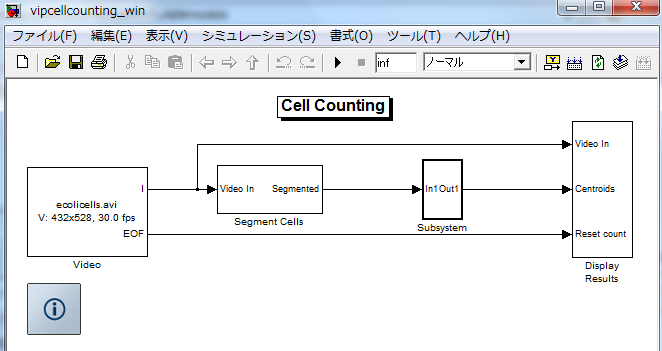 vipcellcounting_win
ファイル(F) 編集(E) 表示(V) シミュレーション(S) 書式(O) ツール(T) ヘルプ(H)
inf ノーマル
Cell Counting
Video In
I
Video In Segmented
In1 Out1
Centroids
ecolicells.avi
V: 432x528, 30.0 fps
Segment Cells
Subsystem
EOF
Reset count
Video
Display
Results